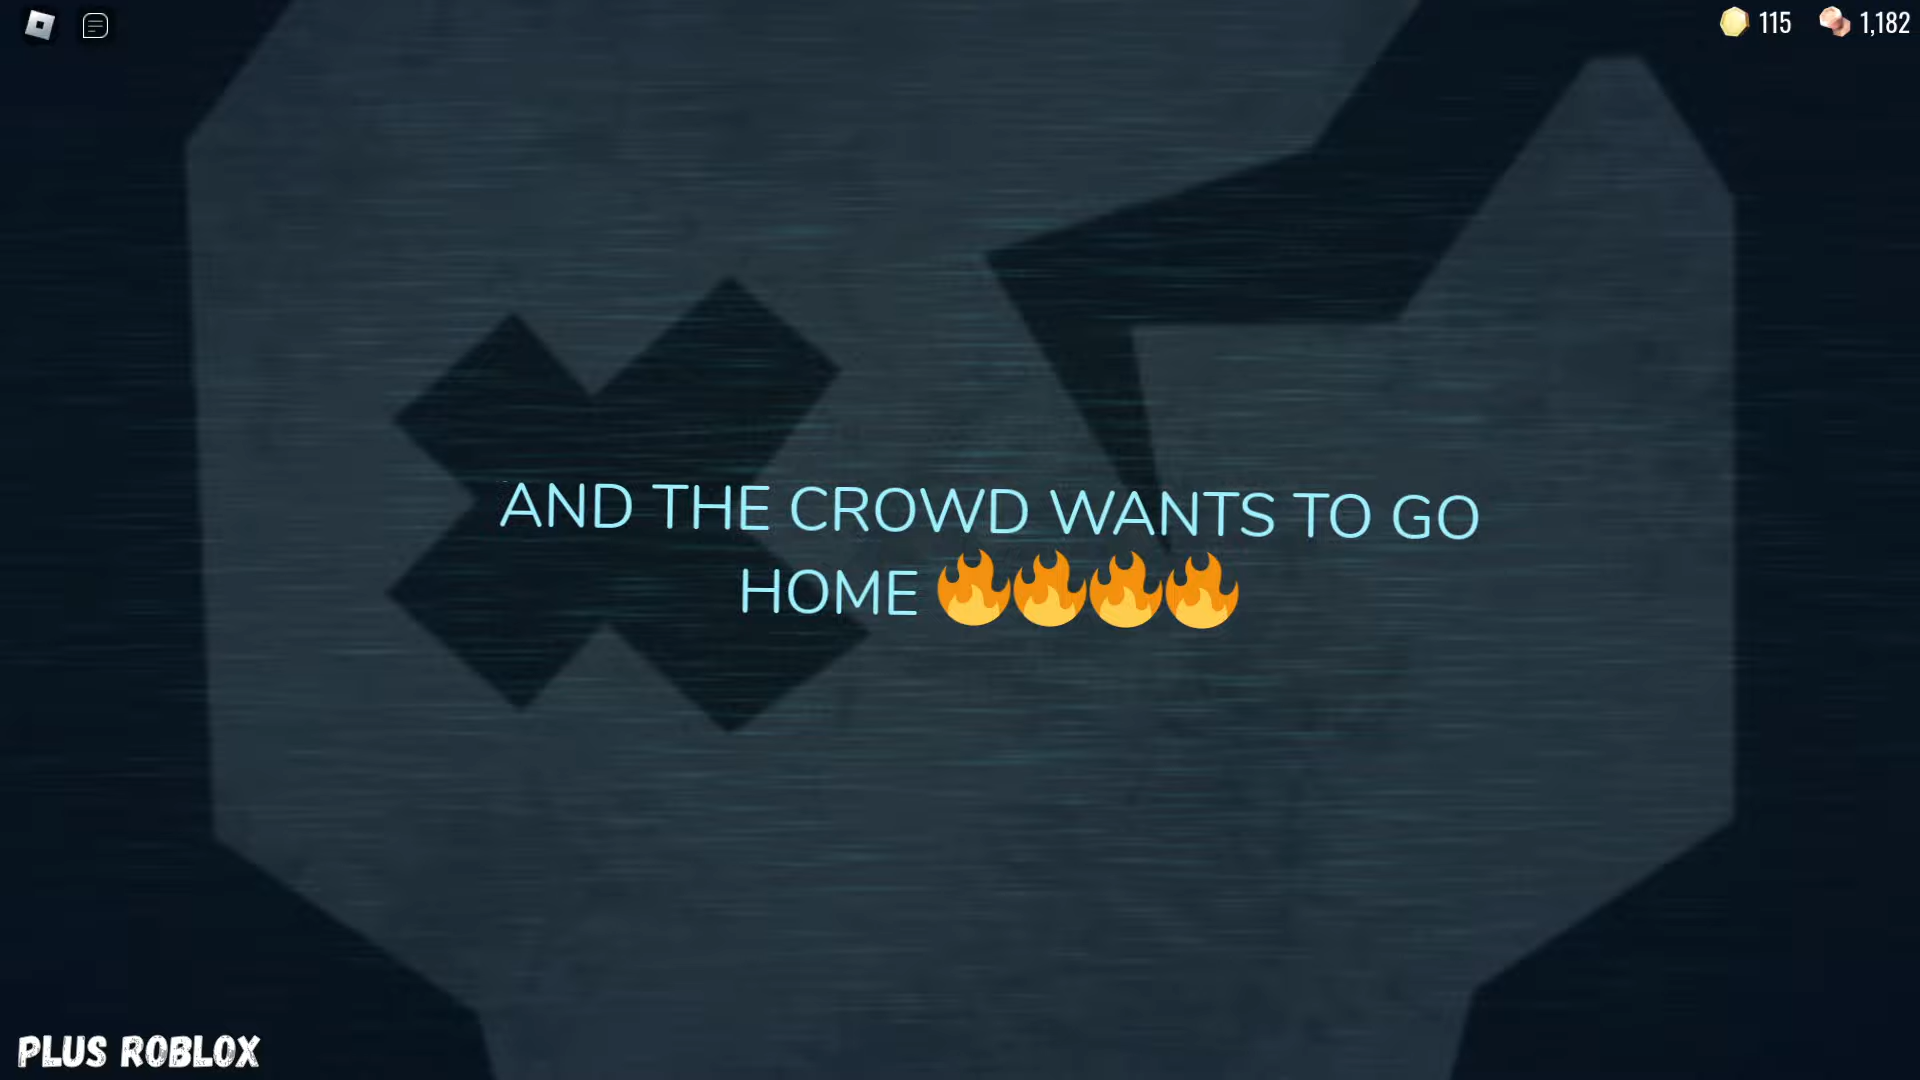 115 1,182
AND THE CROWD WANTS TO GO
HOME 🔥🔥🔥🔥
PLUS ROBLOX